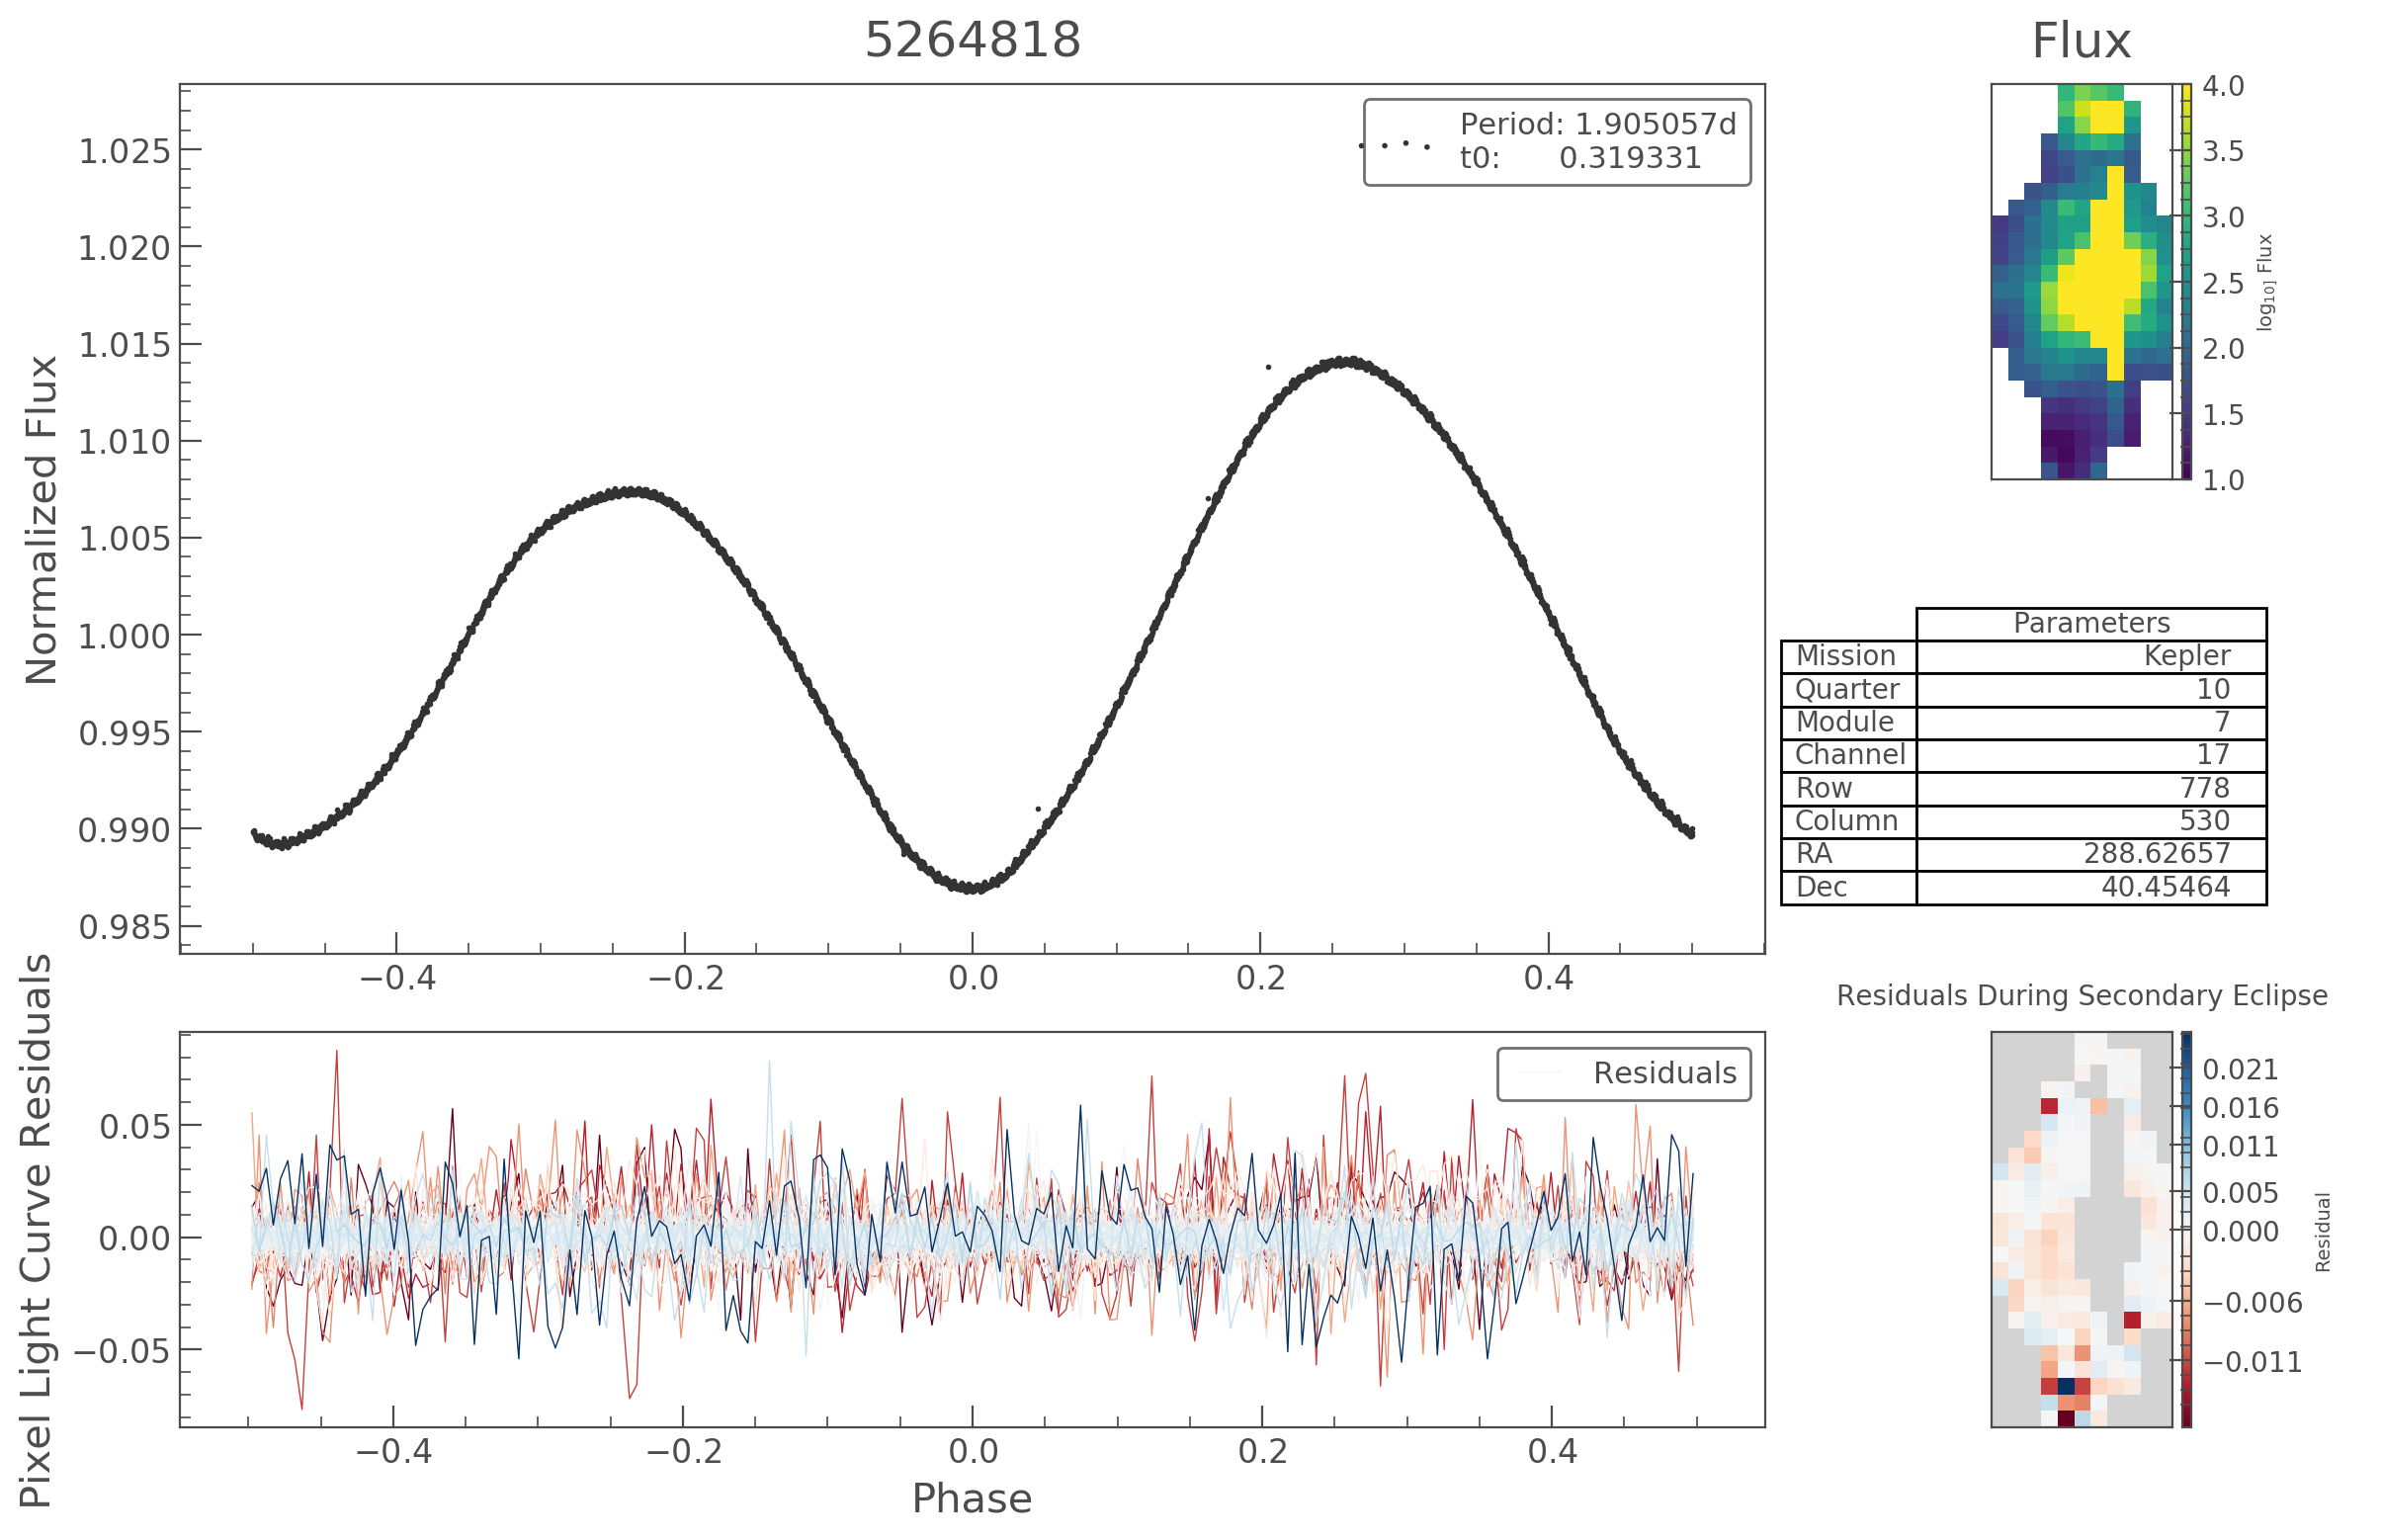 5264818
Flux
Normalized Flux
1.025
1.020
1.015
1.010
1.005
1.000
0.995
0.990
0.985
Period: 1.905057d
t0: 0.319331
−0.4
−0.2
0.0
0.2
0.4
4.0
3.5
3.0
2.5
2.0
1.5
1.0
log10] Flux
Parameters
Mission Kepler
Quarter 10
Module 7
Channel 17
Row 778
Column 530
RA 288.62657
Dec 40.45464
Pixel Light Curve Residuals
0.05
0.00
−0.05
Residuals
−0.4
−0.2
0.0
0.2
0.4
Phase
Residuals During Secondary Eclipse
0.021
0.016
0.011
0.005
0.000
−0.006
−0.011
Residual